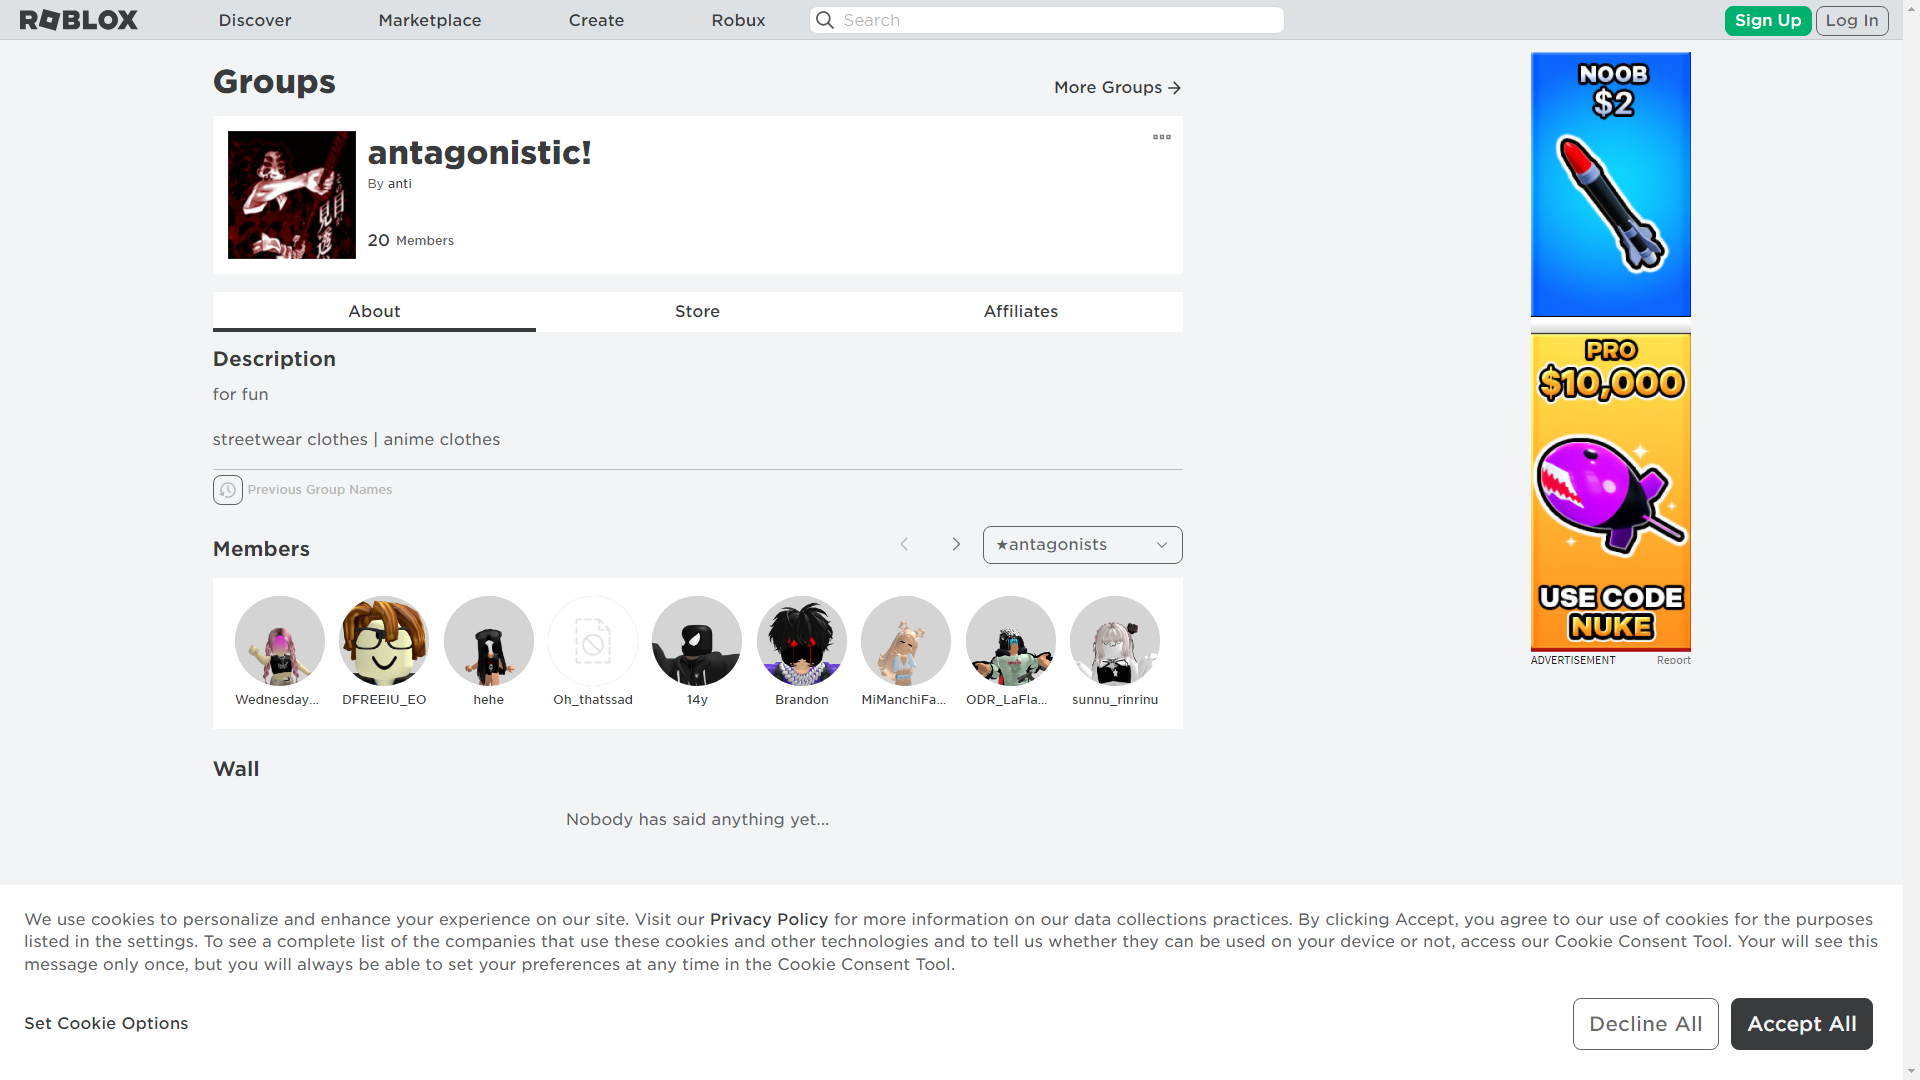 ROBLOX
Discover
Marketplace
Create
Robux
Search
Sign Up
Log In
Groups
More Groups
antagonistic!
By anti
20 Members
About
Store
Affiliates
Description
for fun
streetwear clothes | anime clothes
Previous Group Names
Members
★antagonists
Wednesday...
DFREEIU_EO
hehe
Oh_thatssad
14y
Brandon
MiManchiFa...
ODR_LaFla...
sunnu_rinrinu
Wall
Nobody has said anything yet...
NOOB
$2
PRO
$10,000
USE CODE
NUKE
ADVERTISEMENT
Report
We use cookies to personalize and enhance your experience on our site. Visit our Privacy Policy for more information on our data collections practices. By clicking Accept, you agree to our use of cookies for the purposes
listed in the settings. To see a complete list of the companies that use these cookies and other technologies and to tell us whether they can be used on your device or not, access our Cookie Consent Tool. Your will see this
message only once, but you will always be able to set your preferences at any time in the Cookie Consent Tool.
Set Cookie Options
Decline All
Accept All